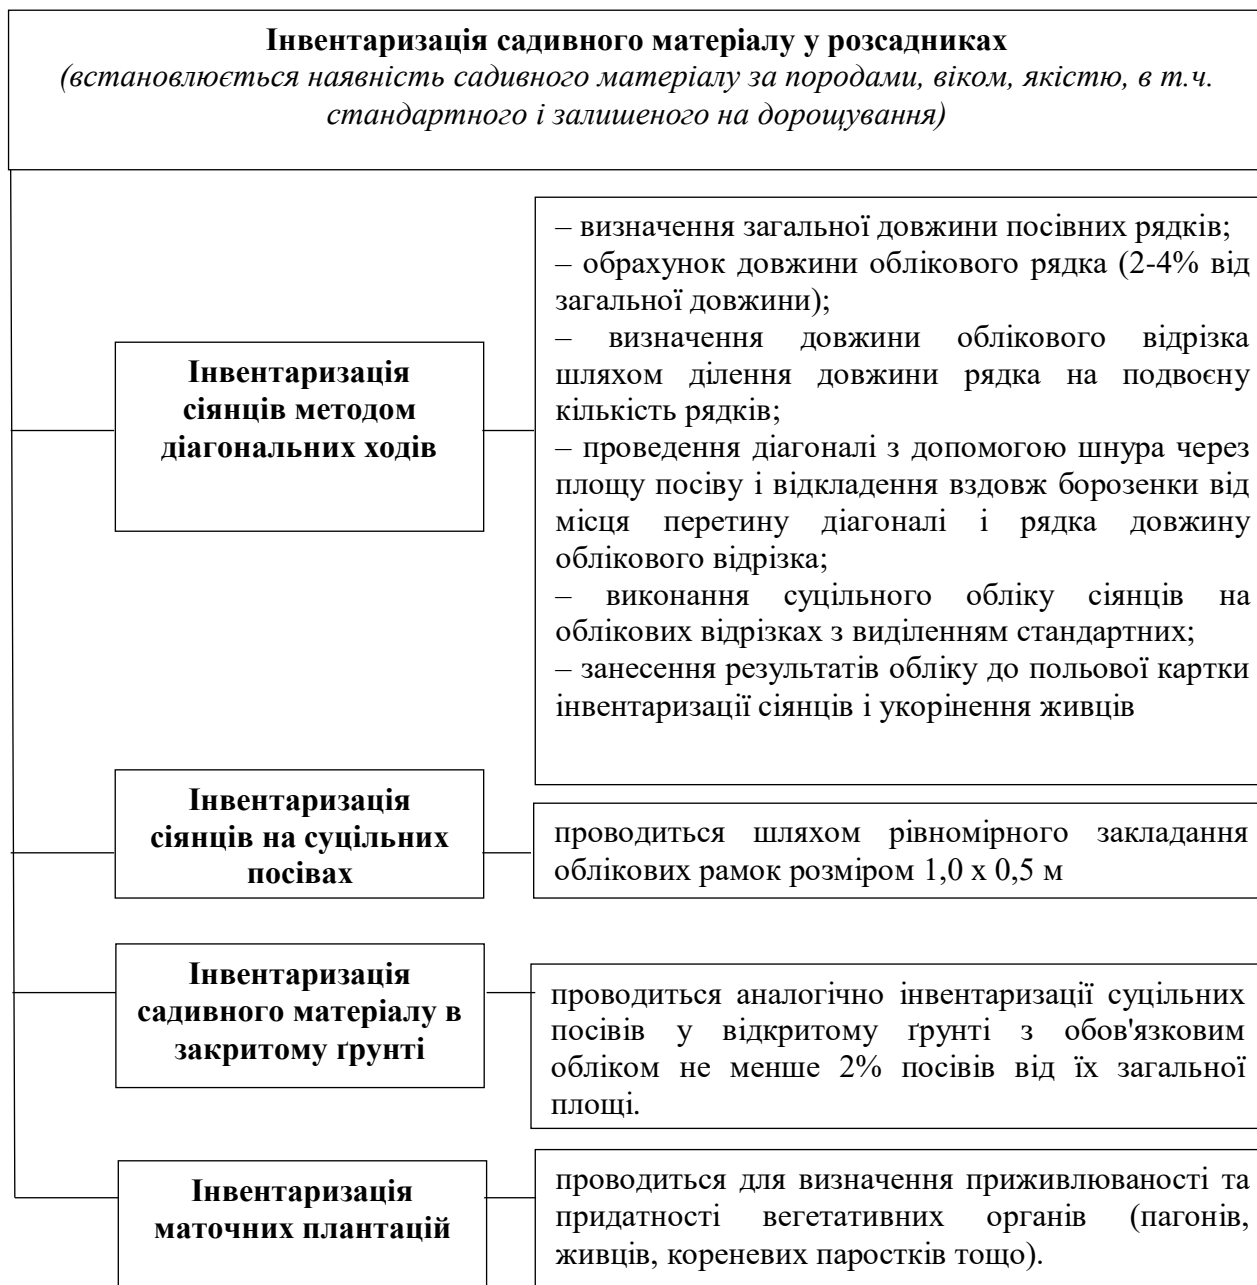 Інвентаризація садивного матеріалу у розсадниках
(встановлюється наявність садивного матеріалу за породами, віком, якістю, в т.ч.
стандартного і залишеного на дорощування)
Інвентаризація
сіянців методом
діагональних ходів
– визначення загальної довжини посівних рядків;
– обрахунок довжини облікового рядка (2-4% від
загальної довжини);
– визначення довжини облікового відрізка
шляхом ділення довжини рядка на подвоєну
кількість рядків;
– проведення діагоналі з допомогою шнура через
площу посіву і відкладення вздовж борозенки від
місця перетину діагоналі і рядка довжину
облікового відрізка;
– виконання суцільного обліку сіянців на
облікових відрізках з виділенням стандартних;
– занесення результатів обліку до польової картки
інвентаризації сіянців і укорінення живців
Інвентаризація
сіянців на суцільних
посівах
проводиться шляхом рівномірного закладання
облікових рамок розміром 1,0 х 0,5 м
Інвентаризація
садивного матеріалу в
закритому ґрунті
проводиться аналогічно інвентаризації суцільних
посівів у відкритому ґрунті з обов'язковим
обліком не менше 2% посівів від їх загальної
площі.
Інвентаризація
маточних плантацій
проводиться для визначення приживлюваності та
придатності вегетативних органів (пагонів,
живців, кореневих паростків тощо).